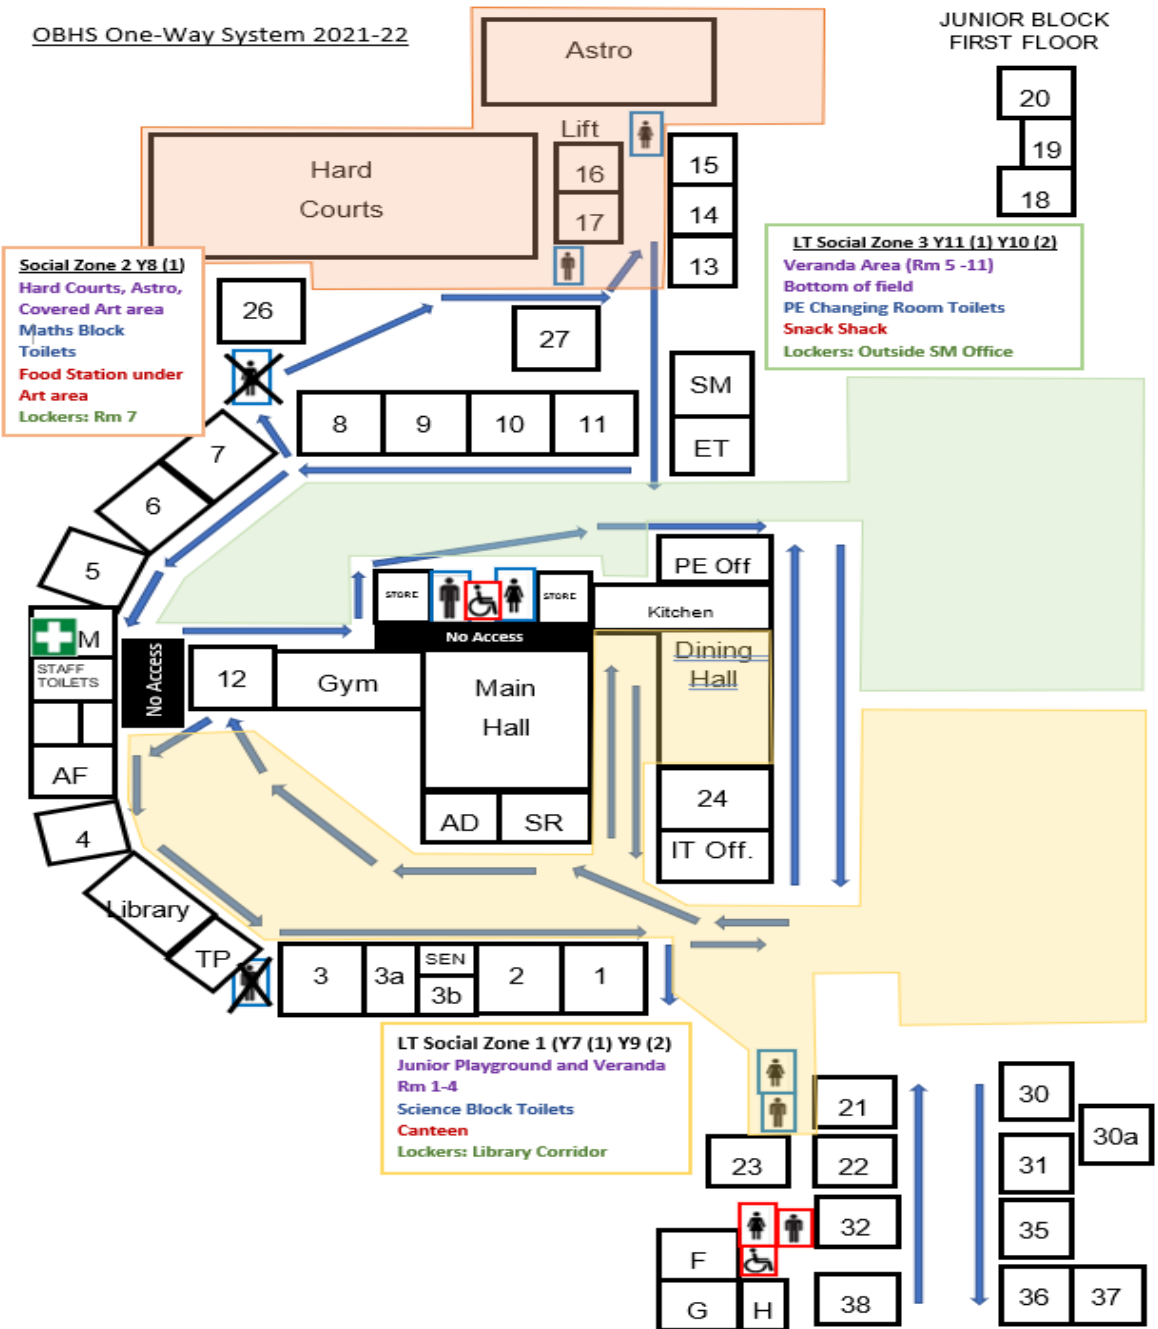 OBHS One-Way System 2021-22
JUNIOR BLOCK
FIRST FLOOR
20
19
18
Astro
Lift
16
17
15
14
13
Hard
Courts
Social Zone 2 Y8 (1)
Hard Courts, Astro,
Covered Art area
Maths Block
Toilets
Food Station under
Art area
Lockers: Rm 7
LT Social Zone 3 Y11 (1) Y10 (2)
Veranda Area (Rm 5 -11)
Bottom of field
PE Changing Room Toilets
Snack Shack
Lockers: Outside SM Office
26
27
SM
ET
8
9
10
11
7
6
5
M
STAFF
TOILETS
AF
4
Library
TP
No Access
12
Gym
STORE
STORE
No Access
Main
Hall
AD
SR
PE Off
Kitchen
Dining
Hall
24
IT Off.
3
3a
SEN
3b
2
1
LT Social Zone 1 (Y7 (1) Y9 (2)
Junior Playground and Veranda
Rm 1-4
Science Block Toilets
Canteen
Lockers: Library Corridor
21
22
23
32
38
F
G
H
30
30a
31
35
36
37